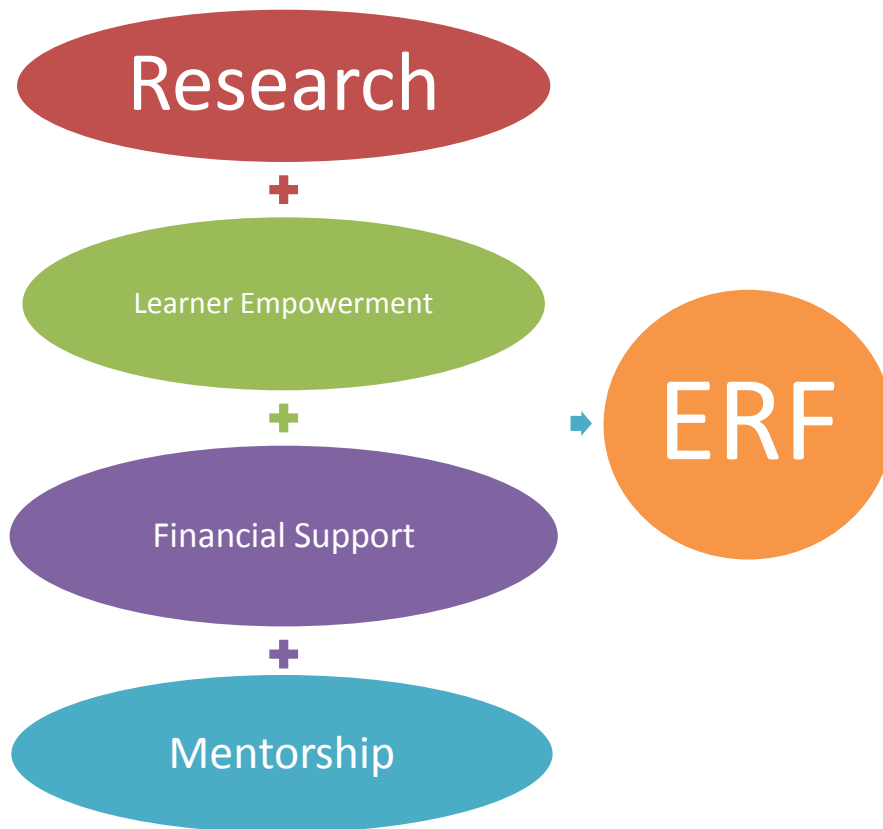 Research
Learner Empowerment
ERF
Financial Support
Mentorship